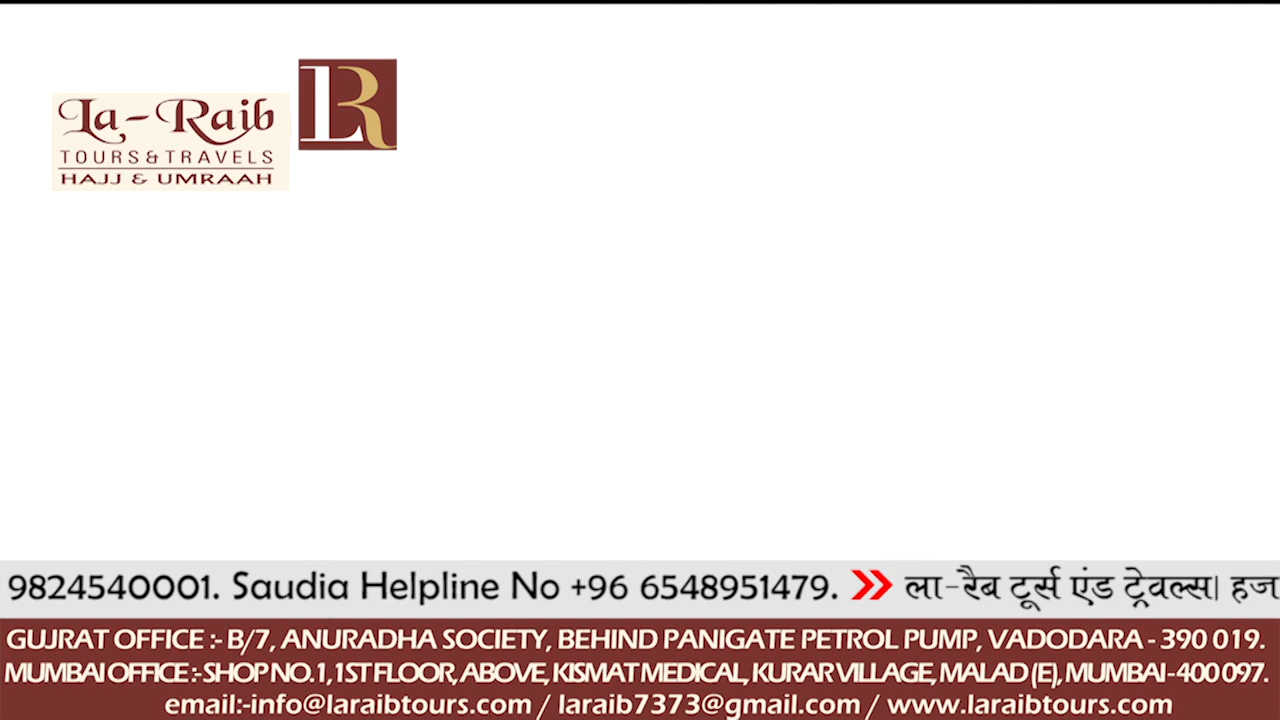 La-Raib
TOURS & TRAVELS
HAJJ & UMRAAH
LR
9824540001. Saudia Helpline No +96 6548951479. ला-रैब टूर्स एंड ट्रेवल्स| हज
GUJRAT OFFICE :- B/7, ANURADHA SOCIETY, BEHIND PANIGATE PETROL PUMP, VADODARA - 390 019.
MUMBAI OFFICE :- SHOP NO. 1, 1ST FLOOR, ABOVE, KISMAT MEDICAL, KURAR VILLAGE, MALAD (E), MUMBAI - 400 097.
email:-info@laraibtours.com / laraib7373@gmail.com / www.laraibtours.com